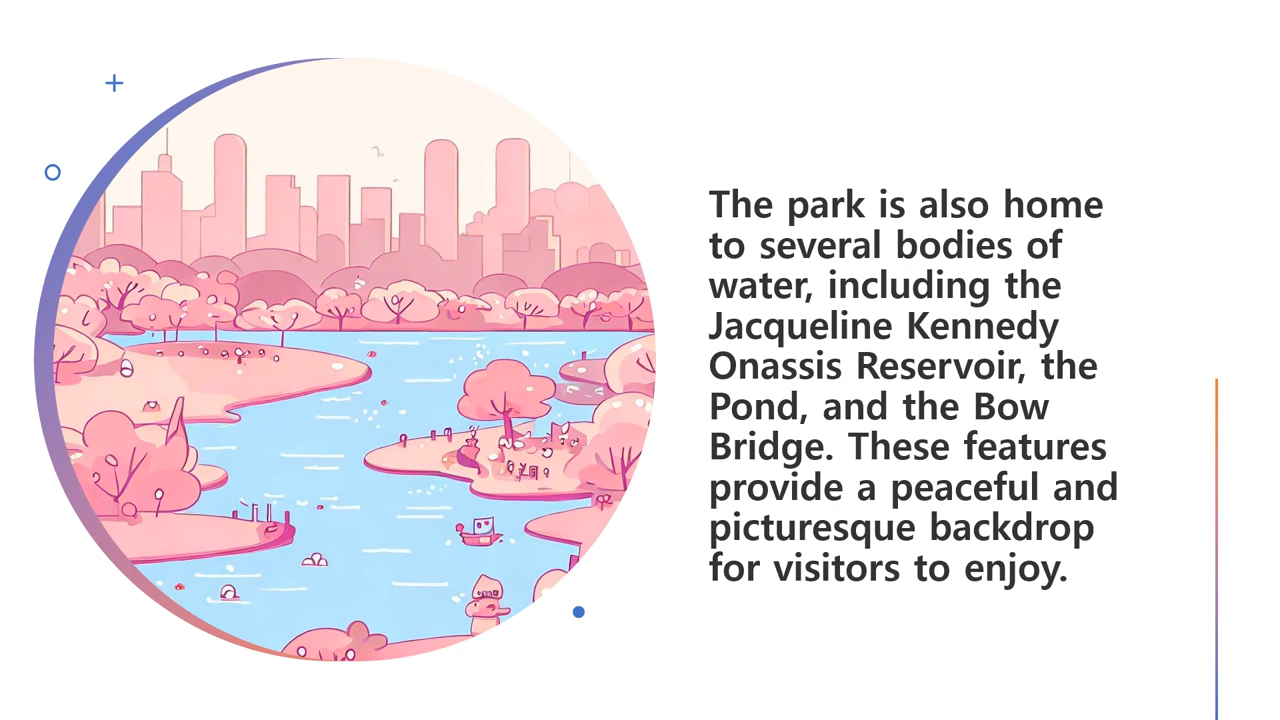 The park is also home
to several bodies of
water, including the
Jacqueline Kennedy
Onassis Reservoir, the
Pond, and the Bow
Bridge. These features
provide a peaceful and
picturesque backdrop
for visitors to enjoy.